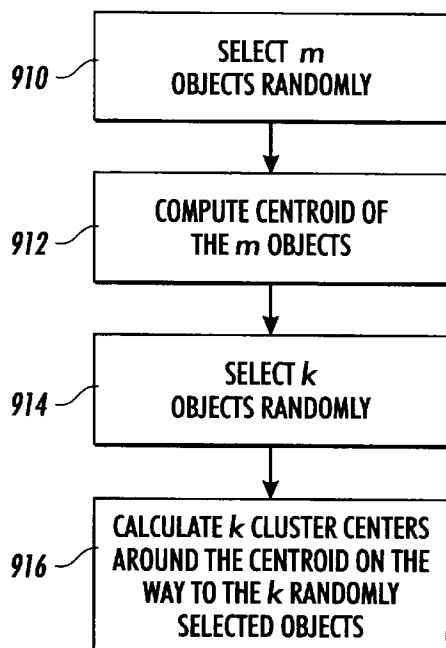 910
SELECT m
OBJECTS RANDOMLY
912
COMPUTE CENTROID OF
THE m OBJECTS
914
SELECT k
OBJECTS RANDOMLY
916
CALCULATE k CLUSTER CENTERS
AROUND THE CENTROID ON THE
WAY TO THE k RANDOMLY
SELECTED OBJECTS